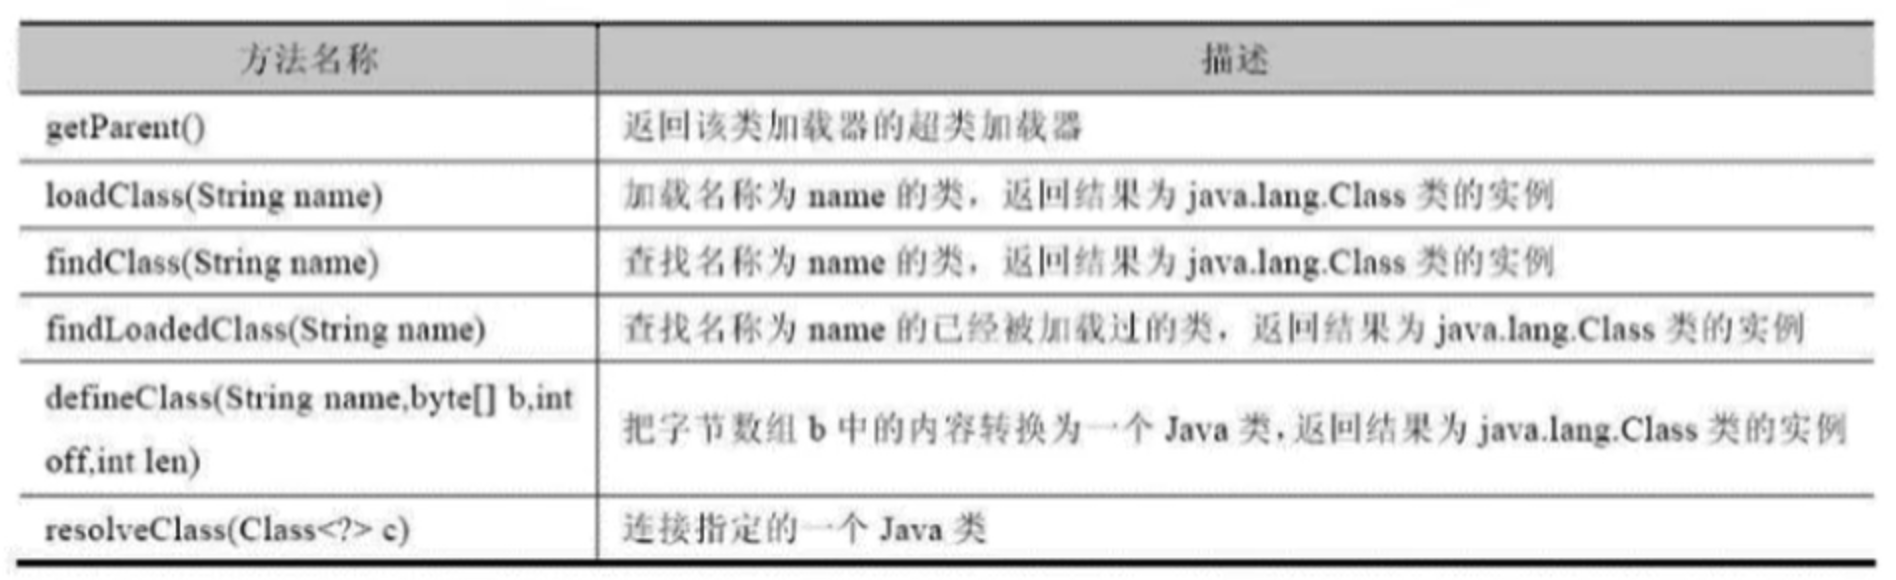 方法名称 描述
getParent() 返回该类加载器的超类加载器
loadClass(String name) 加载名称为 name 的类，返回结果为 java.lang.Class 类的实例
findClass(String name) 查找名称为 name 的类，返回结果为 java.lang.Class 类的实例
findLoadedClass(String name) 查找名称为 name 的已经被加载过的类，返回结果为 java.lang.Class 类的实例
defineClass(String name,byte[] b,int
off,int len)
把字节数组 b 中的内容转换为一个 Java 类,返回结果为 java.lang.Class 类的实例
resolveClass(Class<?> c) 连接指定的一个 Java 类